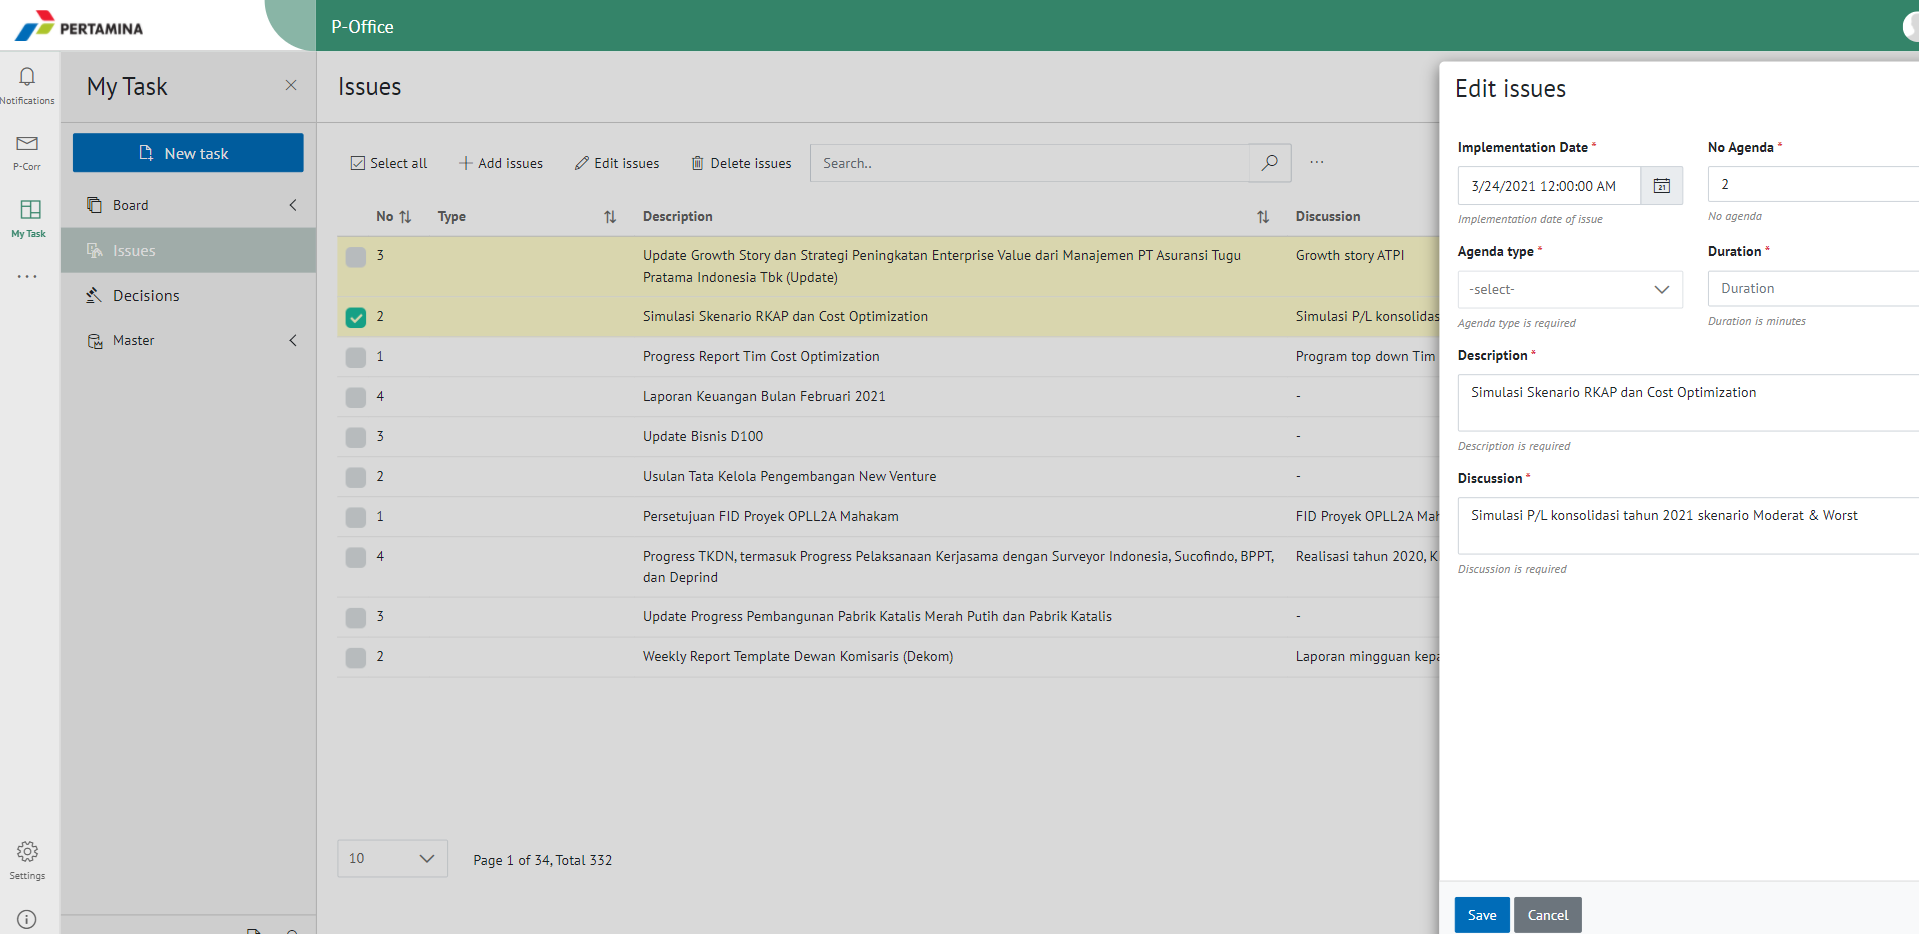 PERTAMINA
P-Office
Notifications
P-Corr
My Task
Settings
My Task
New task
Board
Issues
Decisions
Master
Issues
Select all
Add issues
Edit issues
Delete issues
Search..
No Type Description Discussion
3 Update Growth Story dan Strategi Peningkatan Enterprise Value dari Manajemen PT Asuransi Tugu Growth story ATPI
Pratama Indonesia Tbk (Update)
2 Simulasi Skenario RKAP dan Cost Optimization Simulasi P/L konsolidas
1 Progress Report Tim Cost Optimization Program top down Tim
4 Laporan Keuangan Bulan Februari 2021 -
3 Update Bisnis D100 -
2 Usulan Tata Kelola Pengembangan New Venture -
1 Persetujuan FID Proyek OPLL2A Mahakam FID Proyek OPLL2A Mah
4 Progress TKDN, termasuk Progress Pelaksanaan Kerjasama dengan Surveyor Indonesia, Sucofindo, BPPT, Realisasi tahun 2020, K
dan Deprind
3 Update Progress Pembangunan Pabrik Katalis Merah Putih dan Pabrik Katalis -
2 Weekly Report Template Dewan Komisaris (Dekom) Laporan mingguan kepa
10
Page 1 of 34, Total 332
Edit issues
Implementation Date * No Agenda *
3/24/2021 12:00:00 AM 21 2
Implementation date of issue No agenda
Agenda type * Duration *
-select- Duration
Agenda type is required Duration is minutes
Description *
Simulasi Skenario RKAP dan Cost Optimization
Description is required
Discussion *
Simulasi P/L konsolidasi tahun 2021 skenario Moderat & Worst
Discussion is required
Save Cancel